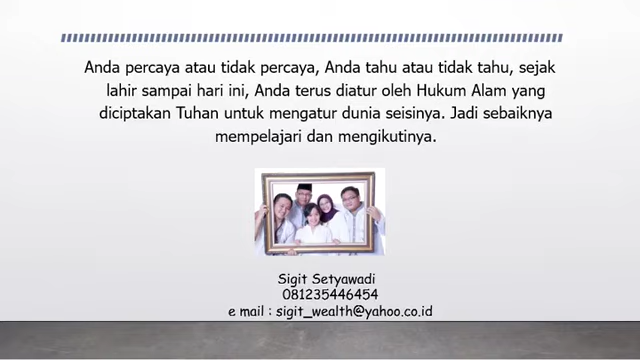 Anda percaya atau tidak percaya, Anda tahu atau tidak tahu, sejak
lahir sampai hari ini, Anda terus diatur oleh Hukum Alam yang
diciptakan Tuhan untuk mengatur dunia seisinya. Jadi sebaiknya
mempelajari dan mengikutinya.
Sigit Setyawadi
081235446454
e mail : sigit_wealth@yahoo.co.id